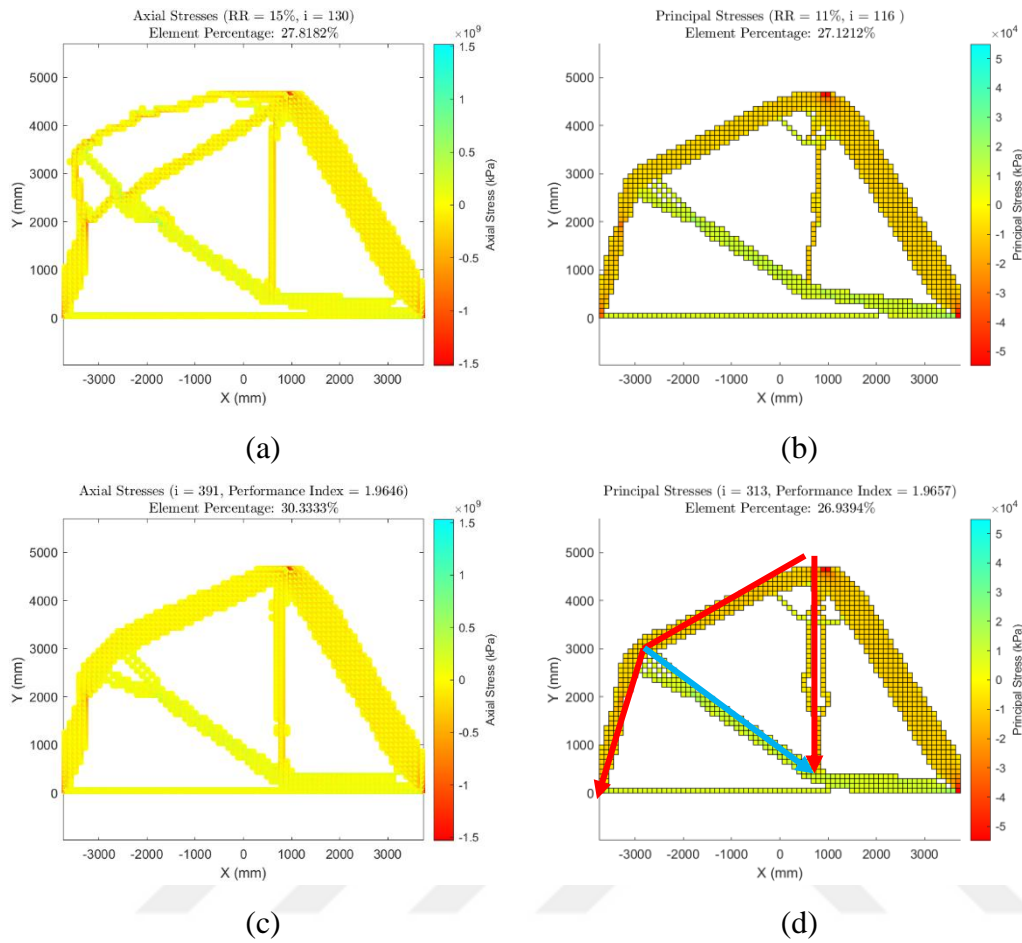 Axial Stresses (RR = 15%, i = 130)
Element Percentage: 27.8182%
×10^9
1.5
1
0.5
0
-0.5
-1
-1.5
Axial Stress (kPa)
5000
4000
3000
2000
1000
0
Y (mm)
-3000 -2000 -1000 0 1000 2000 3000
X (mm)
(a)
Principal Stresses (RR = 11%, i = 116 )
Element Percentage: 27.1212%
×10^4
5
4
3
2
1
0
-1
-2
-3
-4
-5
Principal Stress (kPa)
5000
4000
3000
2000
1000
0
Y (mm)
-3000 -2000 -1000 0 1000 2000 3000
X (mm)
(b)
Axial Stresses (i = 391, Performance Index = 1.9646)
Element Percentage: 30.3333%
×10^9
1.5
1
0.5
0
-0.5
-1
-1.5
Axial Stress (kPa)
5000
4000
3000
2000
1000
0
Y (mm)
-3000 -2000 -1000 0 1000 2000 3000
X (mm)
(c)
Principal Stresses (i = 313, Performance Index = 1.9657)
Element Percentage: 26.9394%
×10^4
5
4
3
2
1
0
-1
-2
-3
-4
-5
Principal Stress (kPa)
5000
4000
3000
2000
1000
0
Y (mm)
-3000 -2000 -1000 0 1000 2000 3000
X (mm)
(d)